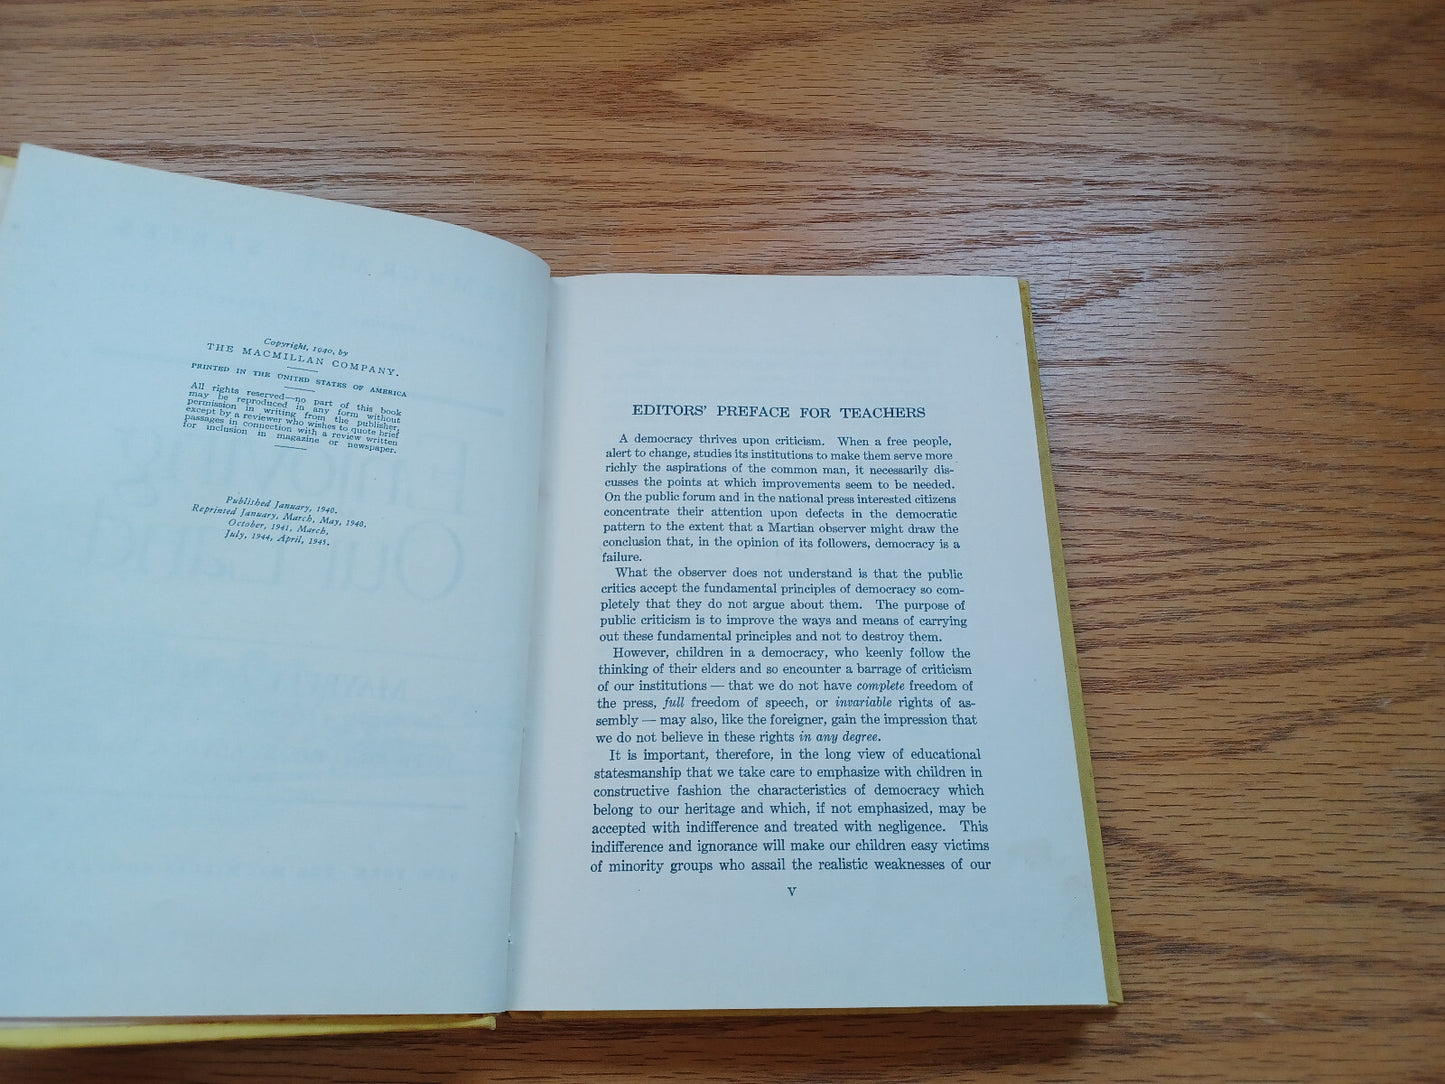 Copyright, 1940, by
THE MACMILLAN COMPANY.
PRINTED IN THE UNITED STATES OF AMERICA
All rights reserved—no part of this book
may be reproduced in any form without
permission in writing from the publisher,
except by a reviewer who wishes to quote brief
passages in connection with a review written
for inclusion in magazine or newspaper.
Published January, 1940.
Reprinted January, March, May, 1940,
October, 1941, March,
July, 1944, April, 1945.
EDITORS' PREFACE FOR TEACHERS
A democracy thrives upon criticism. When a free people,
alert to change, studies its institutions to make them serve more
richly the aspirations of the common man, it necessarily dis-
cusses the points at which improvements seem to be needed.
On the public forum and in the national press interested citizens
concentrate their attention upon defects in the democratic
pattern to the extent that a Martian observer might draw the
conclusion that, in the opinion of its followers, democracy is a
failure.
What the observer does not understand is that the public
critics accept the fundamental principles of democracy so com-
pletely that they do not argue about them. The purpose of
public criticism is to improve the ways and means of carrying
out these fundamental principles and not to destroy them.
However, children in a democracy, who keenly follow the
thinking of their elders and so encounter a barrage of criticism
of our institutions — that we do not have complete freedom of
the press, full freedom of speech, or invariable rights of as-
sembly — may also, like the foreigner, gain the impression that
we do not believe in these rights in any degree.
It is important, therefore, in the long view of educational
statesmanship that we take care to emphasize with children in
constructive fashion the characteristics of democracy which
belong to our heritage and which, if not emphasized, may be
accepted with indifference and treated with negligence. This
indifference and ignorance will make our children easy victims
of minority groups who assail the realistic weaknesses of our
V